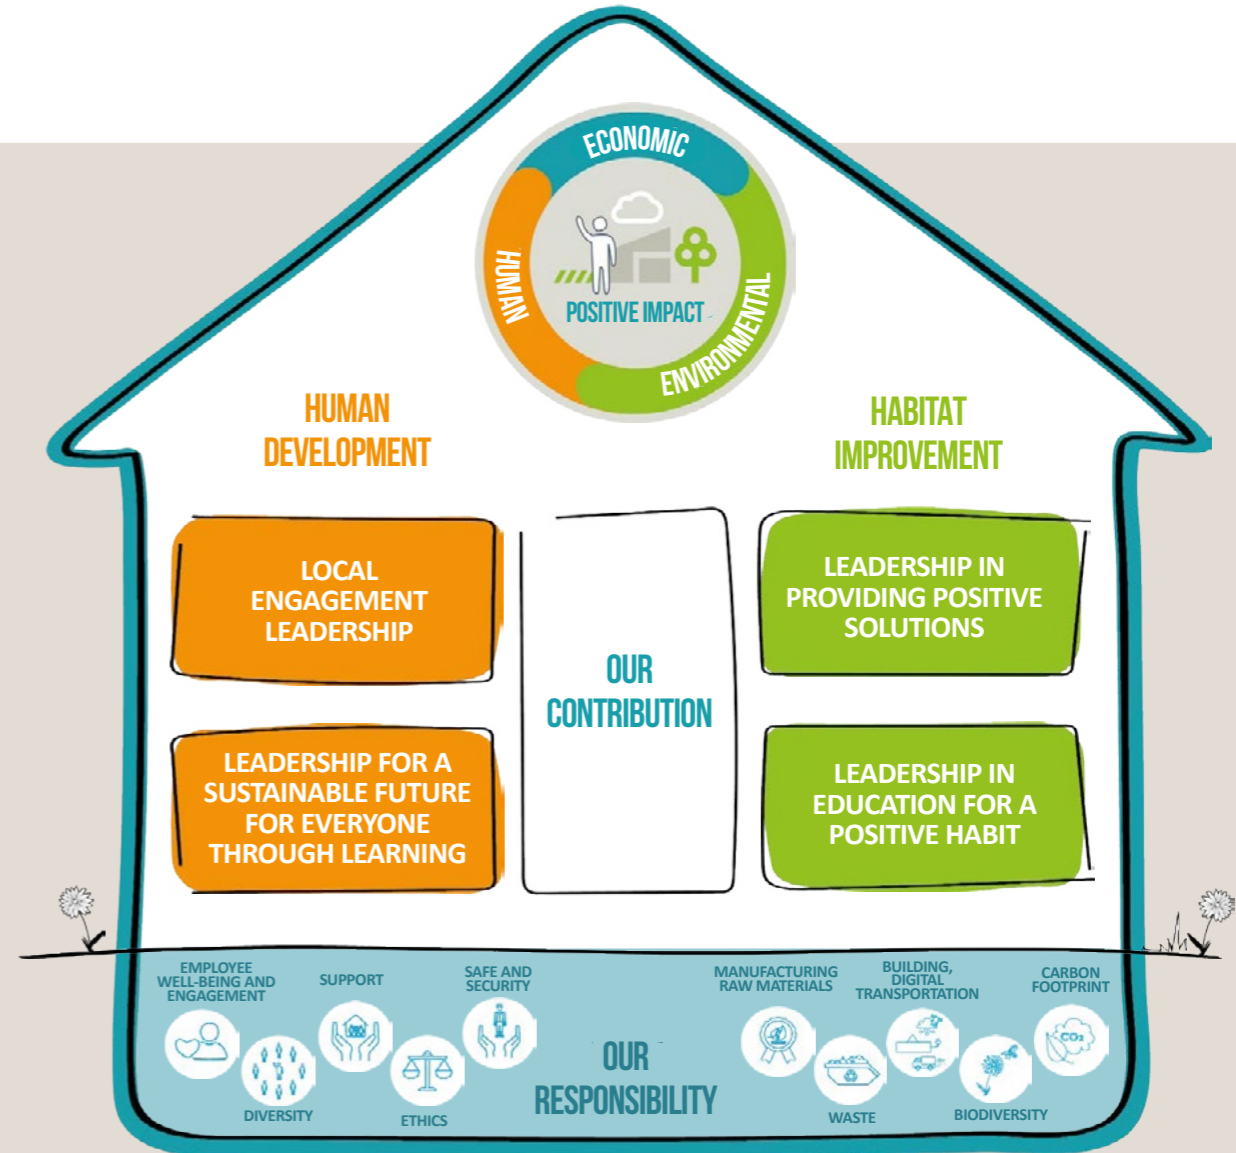 ECONOMIC
HUMAN
ENVIRONMENTAL
POSITIVE IMPACT
HUMAN
DEVELOPMENT
HABITAT
IMPROVEMENT
LOCAL
ENGAGEMENT
LEADERSHIP
LEADERSHIP FOR A
SUSTAINABLE FUTURE
FOR EVERYONE
THROUGH LEARNING
OUR
CONTRIBUTION
LEADERSHIP IN
PROVIDING POSITIVE
SOLUTIONS
LEADERSHIP IN
EDUCATION FOR A
POSITIVE HABIT
EMPLOYEE
WELL-BEING AND
ENGAGEMENT
DIVERSITY
SUPPORT
ETHICS
SAFE AND
SECURITY
OUR
RESPONSIBILITY
MANUFACTURING
RAW MATERIALS
WASTE
BUILDING,
DIGITAL
TRANSPORTATION
BIODIVERSITY
CARBON
FOOTPRINT
CO2